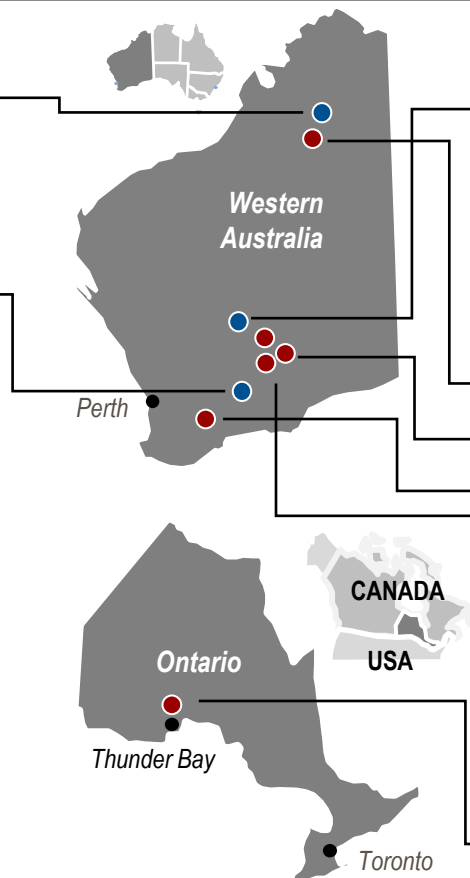 Western
Australia
Perth
CANADA
USA
Ontario
Thunder Bay
Toronto